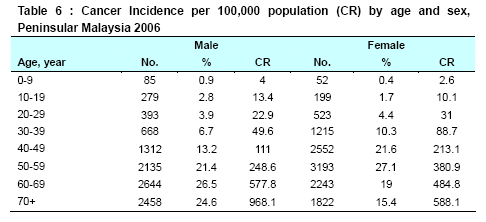 Table 6 : Cancer Incidence per 100,000 population (CR) by age and sex,
Peninsular Malaysia 2006
Male Female
Age, year No. % CR No. % CR
0-9 85 0.9 4 52 0.4 2.6
10-19 279 2.8 13.4 199 1.7 10.1
20-29 393 3.9 22.9 523 4.4 31
30-39 668 6.7 49.6 1215 10.3 88.7
40-49 1312 13.2 111 2552 21.6 213.1
50-59 2135 21.4 248.6 3193 27.1 380.9
60-69 2644 26.5 577.8 2243 19 484.8
70+ 2458 24.6 968.1 1822 15.4 588.1